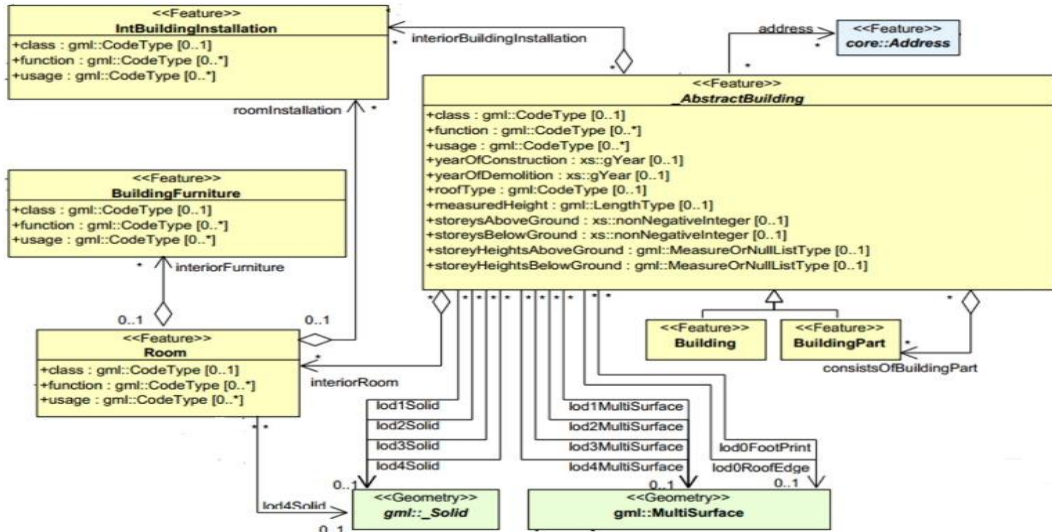 <<Feature>>
IntBuildingInstallation
+class : gml::CodeType [0..1]
+function : gml::CodeType [0..*]
+usage : gml::CodeType [0..*]
*
interiorBuildingInstallation
*
address
*
*
<<Feature>>
core::Address
roomInstallation
*
<<Feature>>
_AbstractBuilding
+class : gml::CodeType [0..1]
+function : gml::CodeType [0..*]
+usage : gml::CodeType [0..*]
+yearOfConstruction : xs::gYear [0..1]
+yearOfDemolition : xs::gYear [0..1]
+roofType : gml:CodeType [0..1]
+measuredHeight : gml::LengthType [0..1]
+storeysAboveGround : xs::nonNegativeInteger [0..1]
+storeysBelowGround : xs::nonNegativeInteger [0..1]
+storeyHeightsAboveGround : gml::MeasureOrNullListType [0..1]
+storeyHeightsBelowGround : gml::MeasureOrNullListType [0..1]
<<Feature>>
BuildingFurniture
+class : gml::CodeType [0..1]
+function : gml::CodeType [0..*]
+usage : gml::CodeType [0..*]
*
interiorFurniture
0..1
0..1
* * * * * * * * * * *
*
<<Feature>>
Room
+class : gml::CodeType [0..1]
+function : gml::CodeType [0..*]
+usage : gml::CodeType [0..*]
*
interiorRoom
<<Feature>>
Building
<<Feature>>
BuildingPart
*
consistsOfBuildingPart
lod1Solid
lod2Solid
lod3Solid
lod4Solid
lod1MultiSurface
lod2MultiSurface
lod3MultiSurface
lod4MultiSurface
lod0FootPrint
lod0RoofEdge
* *
lod4Solid
0..1
0..1
0..1
0..1
<<Geometry>>
gml::_Solid
<<Geometry>>
gml::MultiSurface